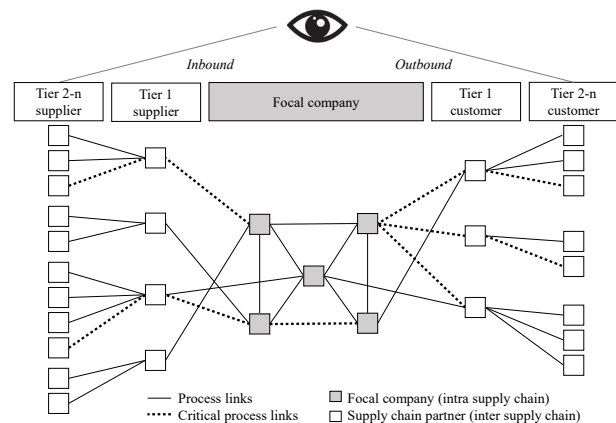 Inbound
Outbound
Tier 2-n
supplier
Tier 1
supplier
Focal company
Tier 1
customer
Tier 2-n
customer
Process links
Critical process links
Focal company (intra supply chain)
Supply chain partner (inter supply chain)